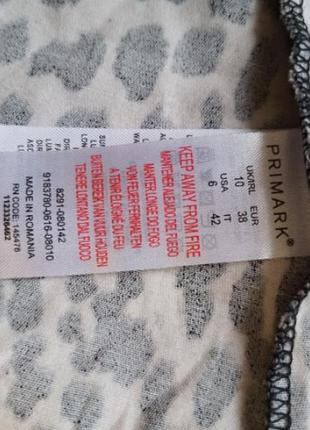 PRIMARK®
UK/IRL EUR
10 38
USA IT
6 42
KEEP AWAY FROM FIRE
MANTENER ALEJADO DEL FUEGO
MANTER LONGE DO FOGO
VON FEUER FERNHALTEN
A TENIR ÉLOIGNÉ DU FEU
BUITEN BEREIK VAN VUUR HOUDEN
TENERE LONTANO DAL FUOCO
8291-080142
9183780-0616-08010
MADE IN ROMANIA
RN CODE: 145478
1123326482